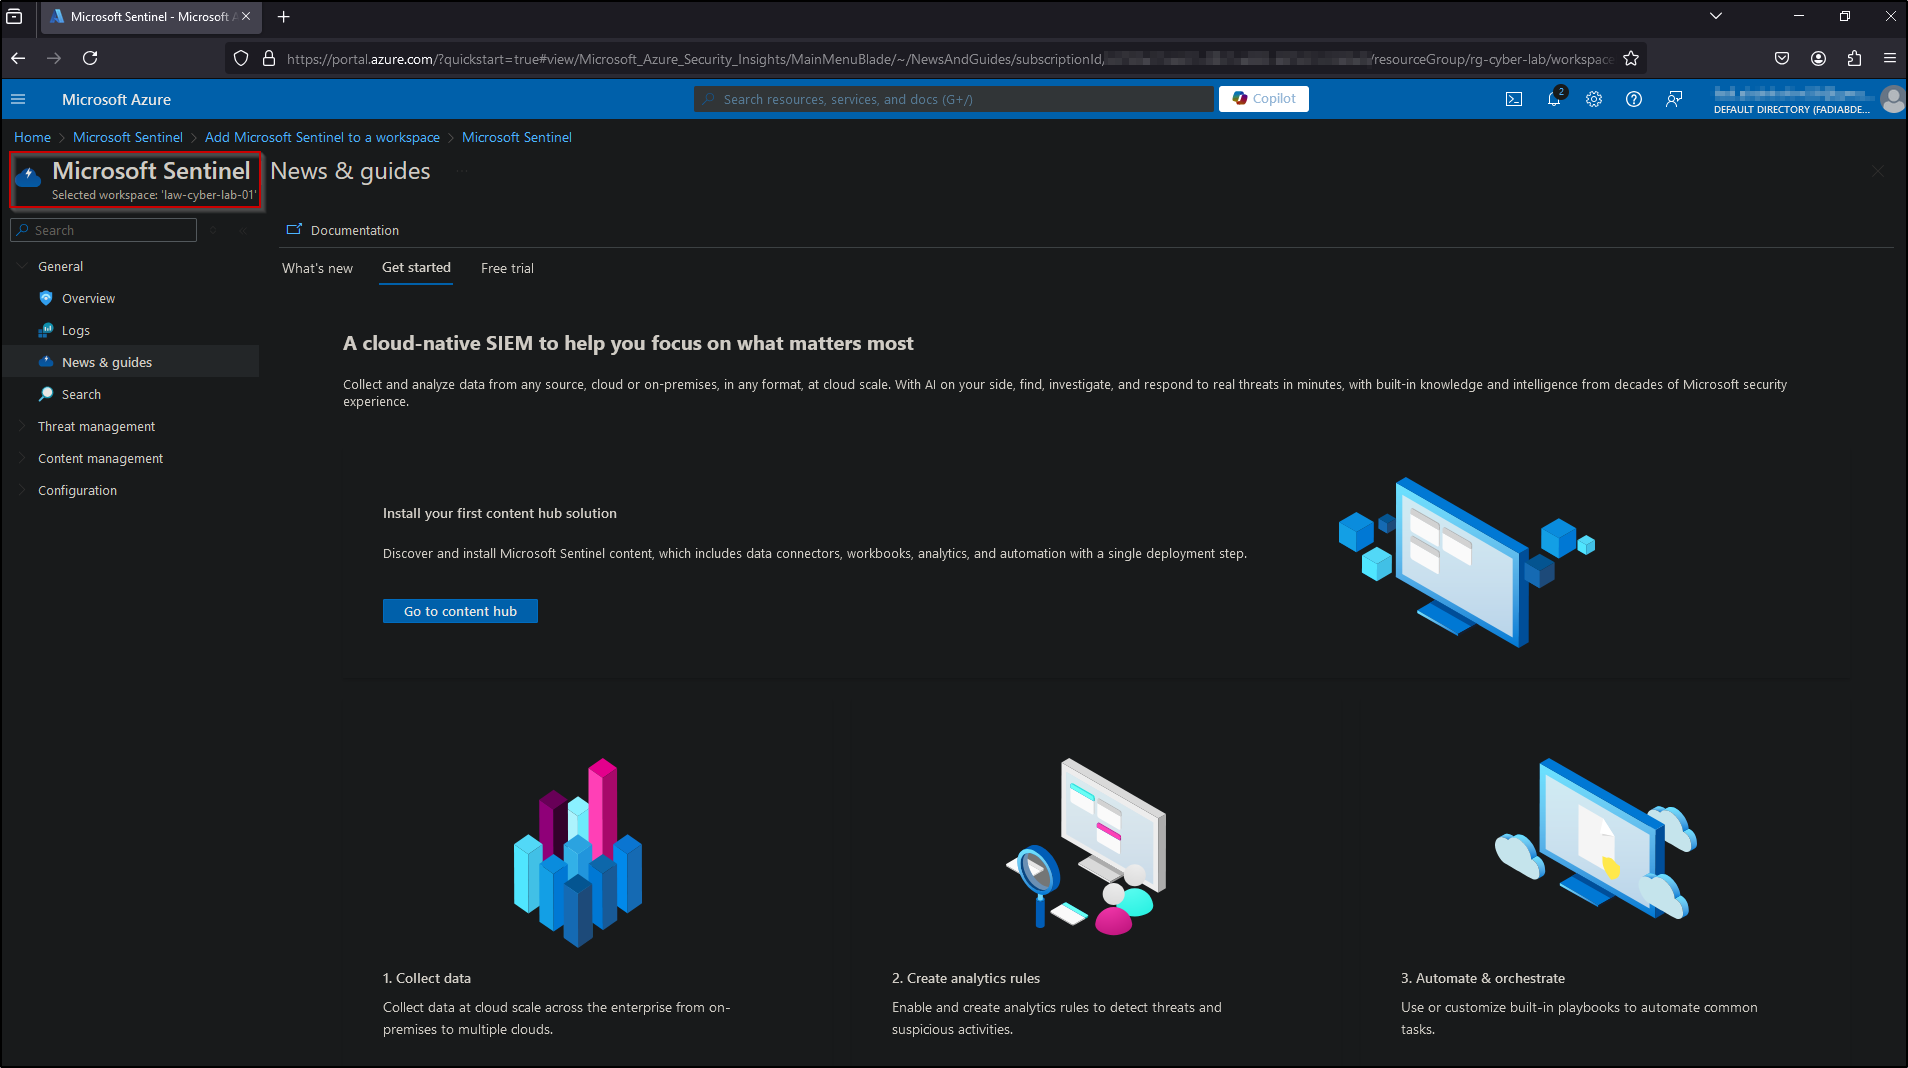 Microsoft Sentinel - Microsoft A
https://portal.azure.com/?quickstart=true#view/Microsoft_Azure_Security_Insights/MainMenuBlade/~/NewsAndGuides/subscriptionId/
/resourceGroup/rg-cyber-lab/workspace
Microsoft Azure
Search resources, services, and docs (G+/)
Copilot
2
DEFAULT DIRECTORY (FADIABDE...
Home > Microsoft Sentinel > Add Microsoft Sentinel to a workspace > Microsoft Sentinel
Microsoft Sentinel
News & guides
...
Selected workspace: 'law-cyber-lab-01'
Search
Documentation
What's new
Get started
Free trial
General
Overview
Logs
News & guides
Search
Threat management
Content management
Configuration
A cloud-native SIEM to help you focus on what matters most
Collect and analyze data from any source, cloud or on-premises, in any format, at cloud scale. With AI on your side, find, investigate, and respond to real threats in minutes, with built-in knowledge and intelligence from decades of Microsoft security
experience.
Install your first content hub solution
Discover and install Microsoft Sentinel content, which includes data connectors, workbooks, analytics, and automation with a single deployment step.
Go to content hub
1. Collect data
Collect data at cloud scale across the enterprise from on-
premises to multiple clouds.
2. Create analytics rules
Enable and create analytics rules to detect threats and
suspicious activities.
3. Automate & orchestrate
Use or customize built-in playbooks to automate common
tasks.